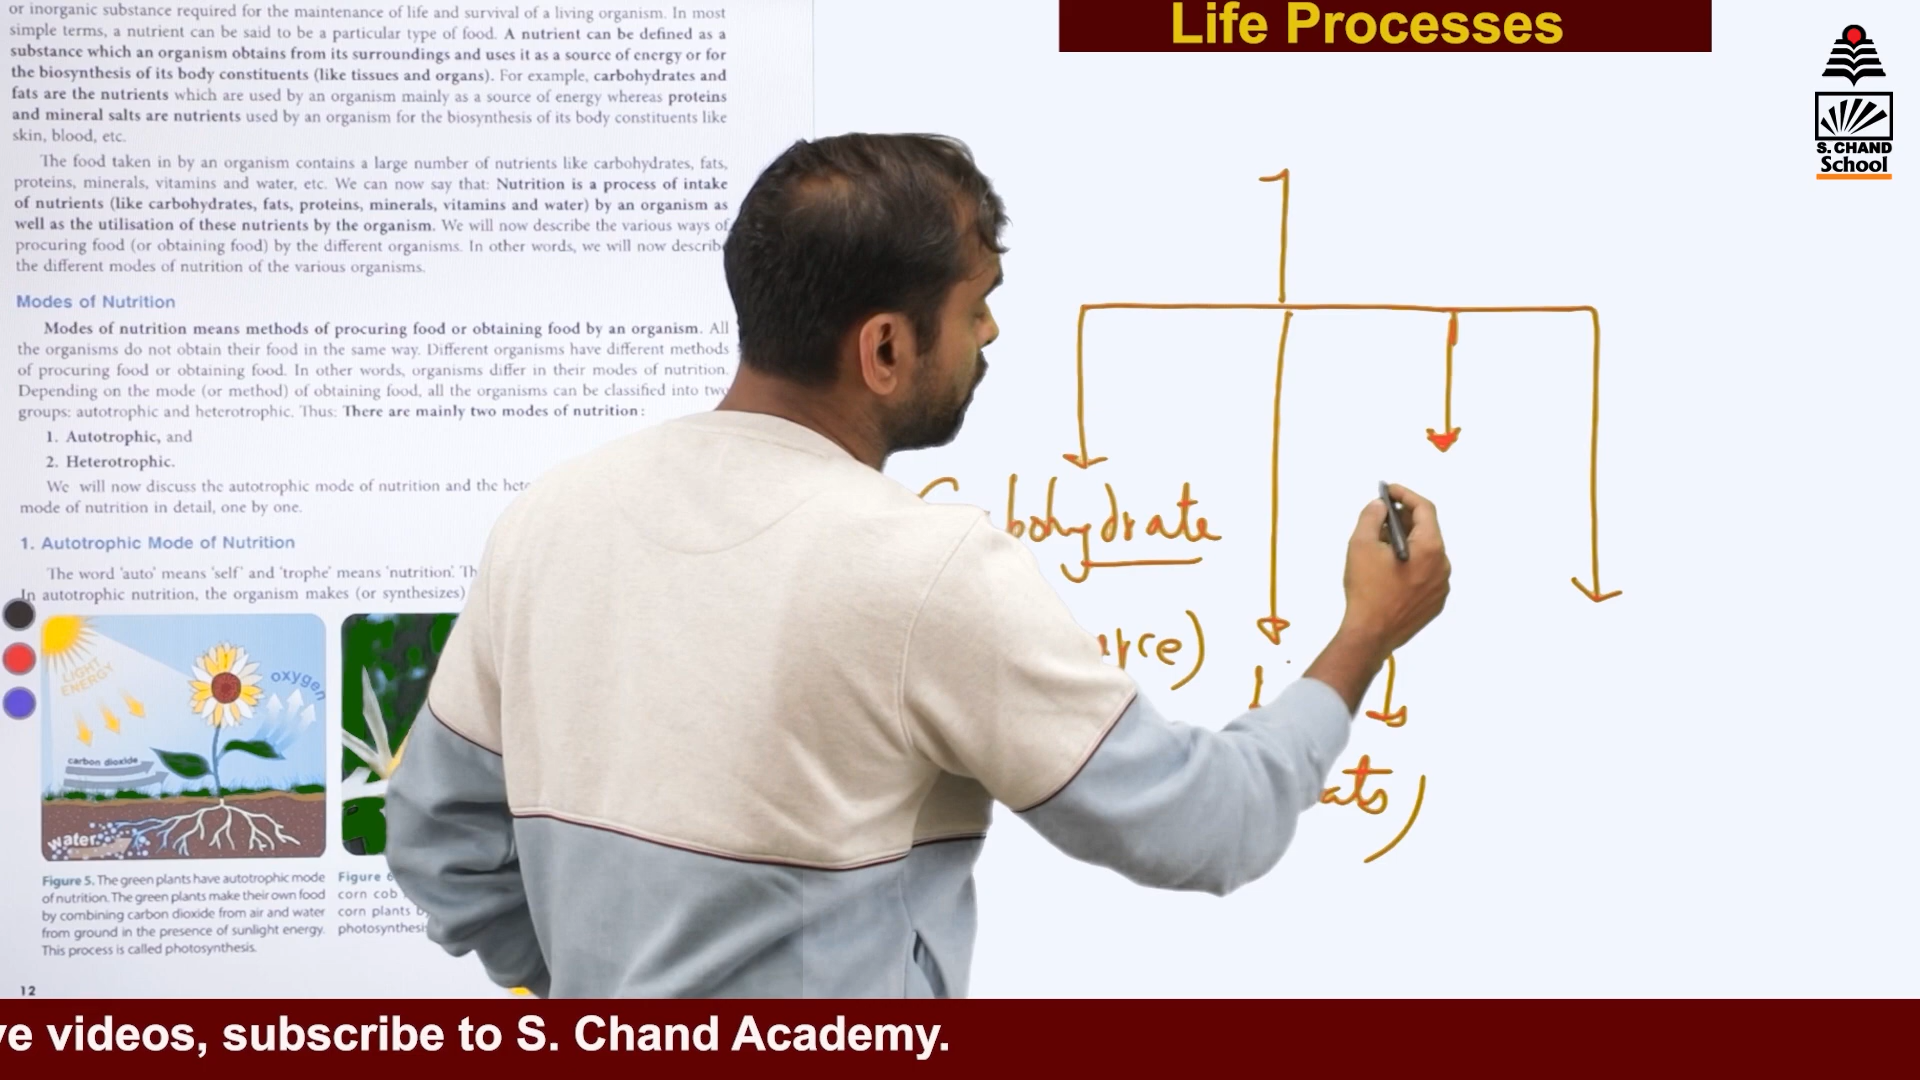 or inorganic substance required for the maintenance of life and survival of a living organism. In most
simple terms, a nutrient can be said to be a particular type of food. A nutrient can be defined as a
substance which an organism obtains from its surroundings and uses it as a source of energy or for
the biosynthesis of its body constituents (like tissues and organs). For example, carbohydrates and
fats are the nutrients which are used by an organism mainly as a source of energy whereas proteins
and mineral salts are nutrients used by an organism for the biosynthesis of its body constituents like
skin, blood, etc.
The food taken in by an organism contains a large number of nutrients like carbohydrates, fats,
proteins, minerals, vitamins and water, etc. We can now say that: Nutrition is a process of intake
of nutrients (like carbohydrates, fats, proteins, minerals, vitamins and water) by an organism as
well as the utilisation of these nutrients by the organism. We will now describe the various ways of
procuring food (or obtaining food) by the different organisms. In other words, we will now describe
the different modes of nutrition of the various organisms.
Modes of Nutrition
Modes of nutrition means methods of procuring food or obtaining food by an organism. All
the organisms do not obtain their food in the same way. Different organisms have different methods
of procuring food or obtaining food. In other words, organisms differ in their modes of nutrition.
Depending on the mode (or method) of obtaining food, all the organisms can be classified into two
groups: autotrophic and heterotrophic. Thus: There are mainly two modes of nutrition:
1. Autotrophic, and
2. Heterotrophic.
We will now discuss the autotrophic mode of nutrition and the
mode of nutrition in detail, one by one.
1. Autotrophic Mode of Nutrition
The word 'auto' means 'self' and 'trophe' means 'nutrition'.
In autotrophic nutrition, the organism makes (or synthesizes)
LIGHT
ENERGY
oxygen
carbon dioxide
water
Figure 5. The green plants have autotrophic mode
of nutrition. The green plants make their own food
by combining carbon dioxide from air and water
from ground in the presence of sunlight energy.
This process is called photosynthesis.
Figure
corn cob
corn plants
12
Life Processes
S. CHAND
School
bohydrate
rce)
ats)
ve videos, subscribe to S. Chand Academy.